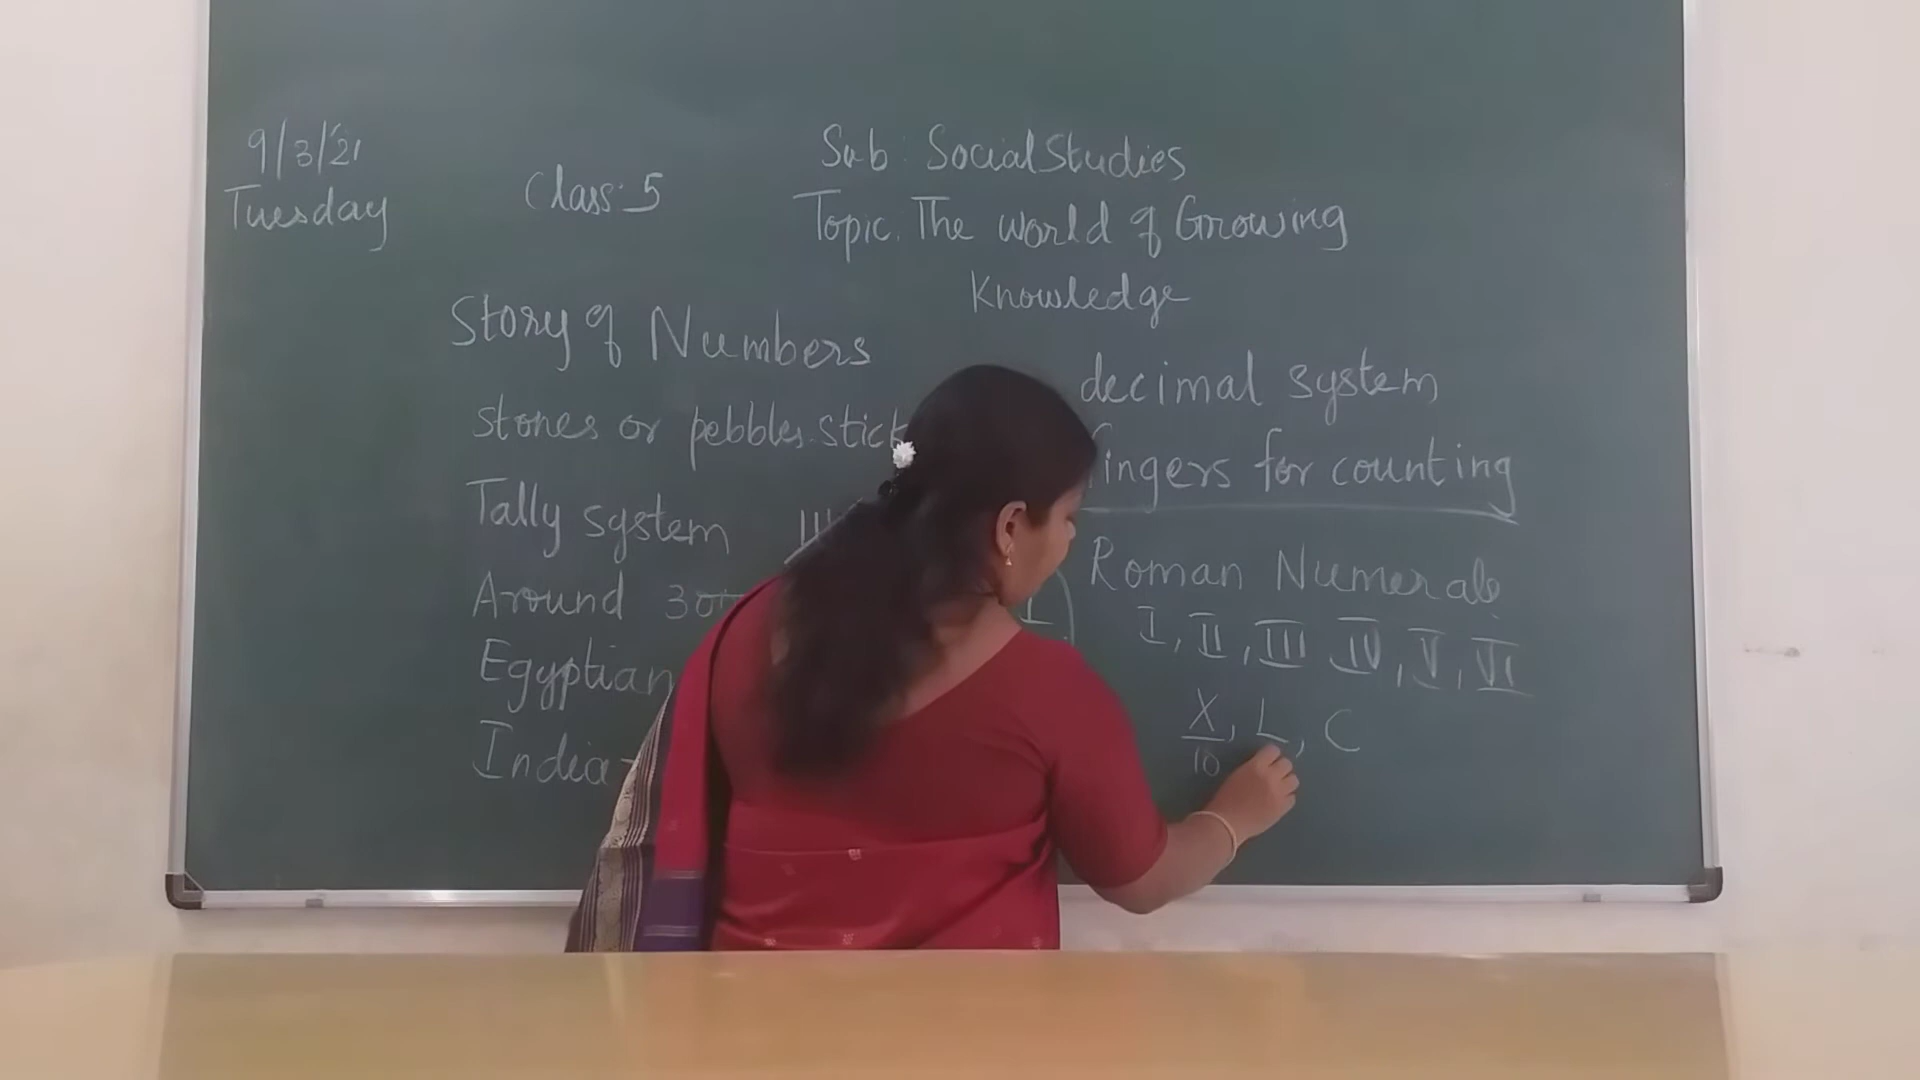 9/3/'21
Tuesday
Class: 5
Sub: Social Studies
Topic: The world of Growing
Knowledge
Story of Numbers
stones or pebbles. stick
Tally system
Around
Egyptian
India
decimal system
fingers for counting
Roman Numerals
I, II, III IV, V, VI
X, L, C
10